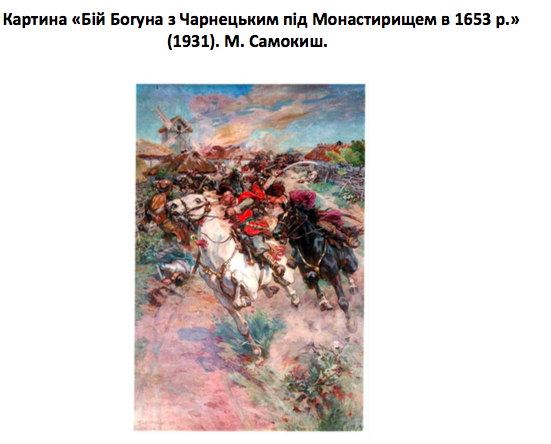 Картина «Бій Богуна з Чарнецьким під Монастирищем в 1653 р.»
(1931). М. Самокиш.